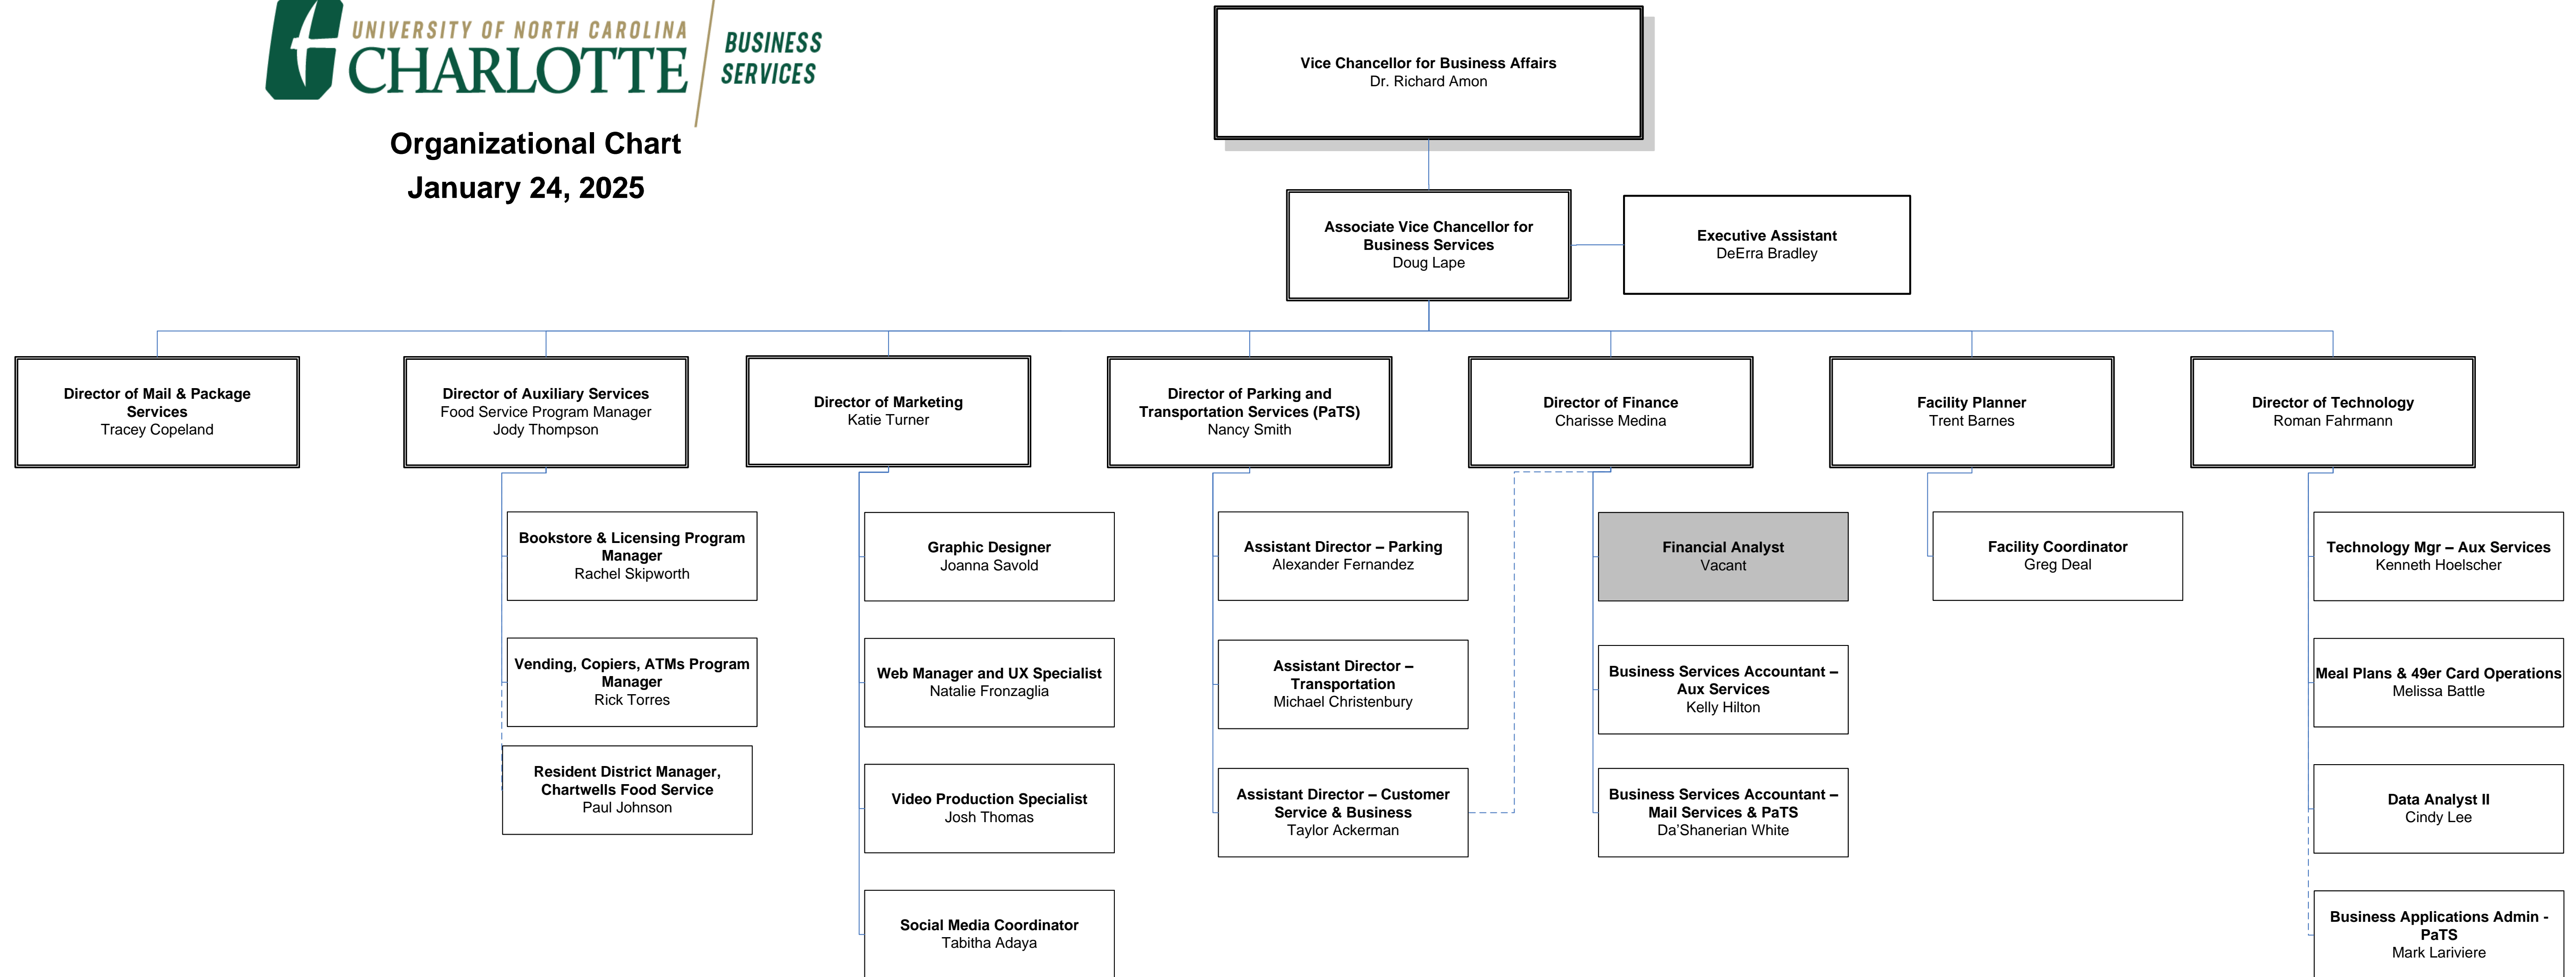 UNIVERSITY OF NORTH CAROLINA
CHARLOTTE
BUSINESS
SERVICES
Organizational Chart
January 24, 2025
Vice Chancellor for Business Affairs
Dr. Richard Amon
Associate Vice Chancellor for
Business Services
Doug Lape
Executive Assistant
DeErra Bradley
Director of Mail & Package
Services
Tracey Copeland
Director of Auxiliary Services
Food Service Program Manager
Jody Thompson
Director of Marketing
Katie Turner
Director of Parking and
Transportation Services (PaTS)
Nancy Smith
Director of Finance
Charisse Medina
Facility Planner
Trent Barnes
Director of Technology
Roman Fahrmann
Bookstore & Licensing Program
Manager
Rachel Skipworth
Vending, Copiers, ATMs Program
Manager
Rick Torres
Resident District Manager,
Chartwells Food Service
Paul Johnson
Graphic Designer
Joanna Savold
Web Manager and UX Specialist
Natalie Fronzaglia
Video Production Specialist
Josh Thomas
Social Media Coordinator
Tabitha Adaya
Assistant Director – Parking
Alexander Fernandez
Assistant Director –
Transportation
Michael Christenbury
Assistant Director – Customer
Service & Business
Taylor Ackerman
Financial Analyst
Vacant
Business Services Accountant –
Aux Services
Kelly Hilton
Business Services Accountant –
Mail Services & PaTS
Da’Shanerian White
Facility Coordinator
Greg Deal
Technology Mgr – Aux Services
Kenneth Hoelscher
Meal Plans & 49er Card Operations
Melissa Battle
Data Analyst II
Cindy Lee
Business Applications Admin -
PaTS
Mark Lariviere